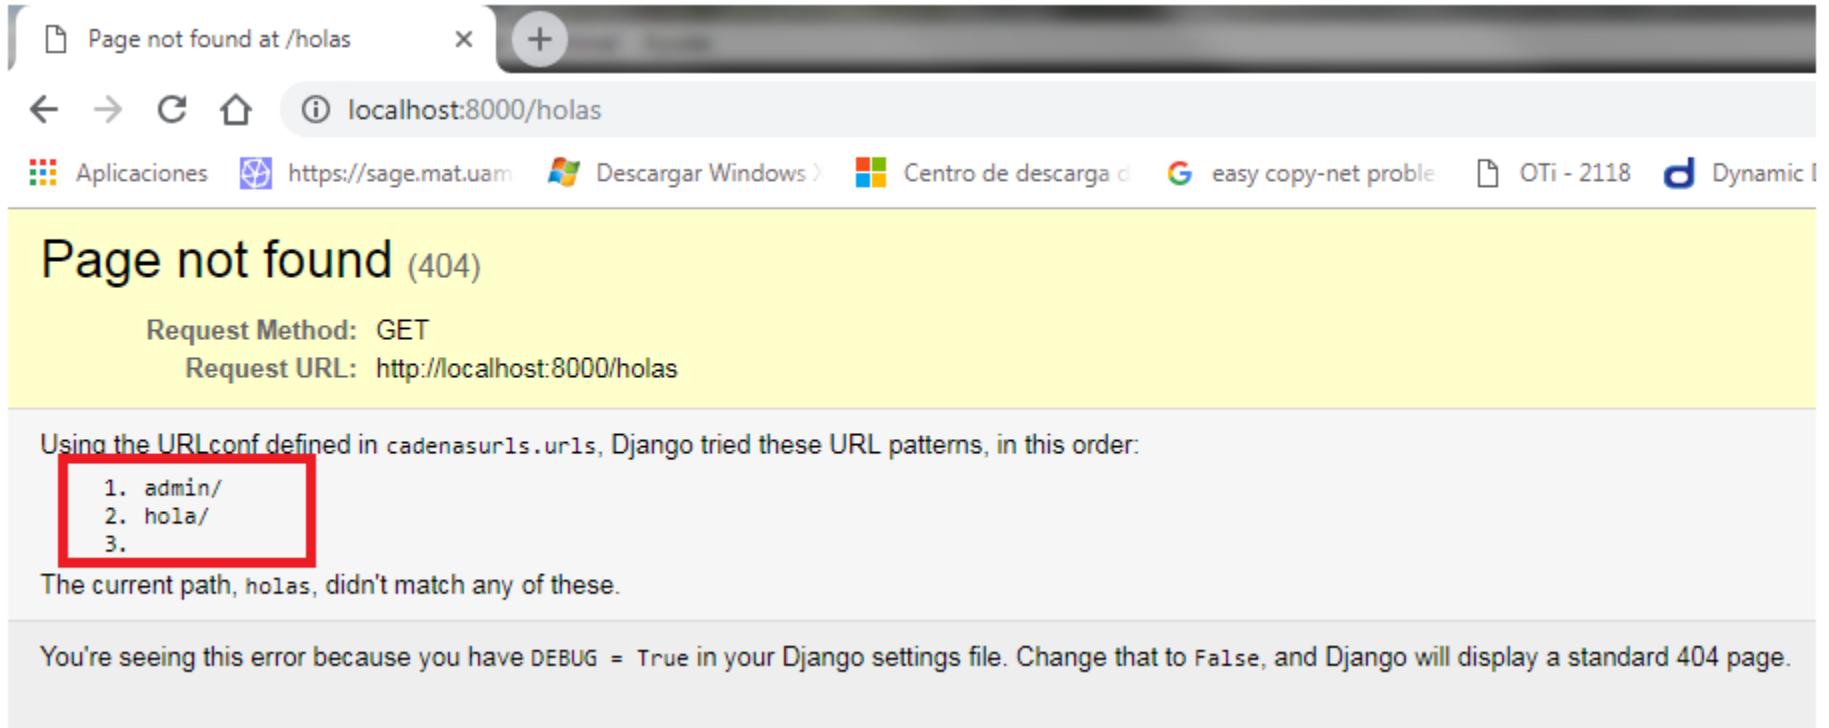 Page not found at /holas
localhost:8000/holas
Aplicaciones https://sage.mat.uam Descargar Windows Centro de descarga d easy copy-net proble OTi - 2118 Dynamic
Page not found (404)
Request Method: GET
Request URL: http://localhost:8000/holas
Using the URLconf defined in cadenasurls.urls, Django tried these URL patterns, in this order:
1. admin/
2. hola/
3.
The current path, holas, didn't match any of these.
You're seeing this error because you have DEBUG = True in your Django settings file. Change that to False, and Django will display a standard 404 page.